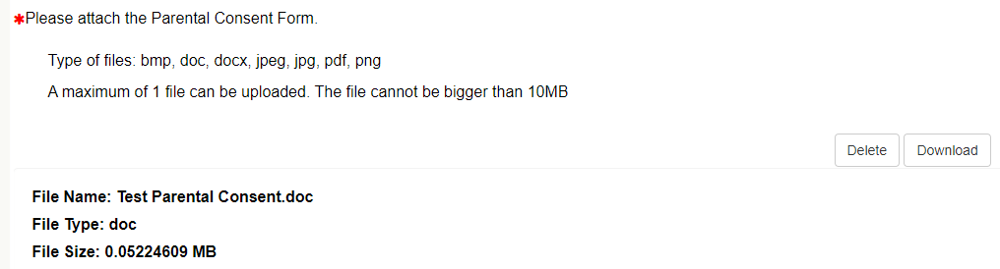 *Please attach the Parental Consent Form.
Type of files: bmp, doc, docx, jpeg, jpg, pdf, png
A maximum of 1 file can be uploaded. The file cannot be bigger than 10MB
Delete Download
File Name: Test Parental Consent.doc
File Type: doc
File Size: 0.05224609 MB